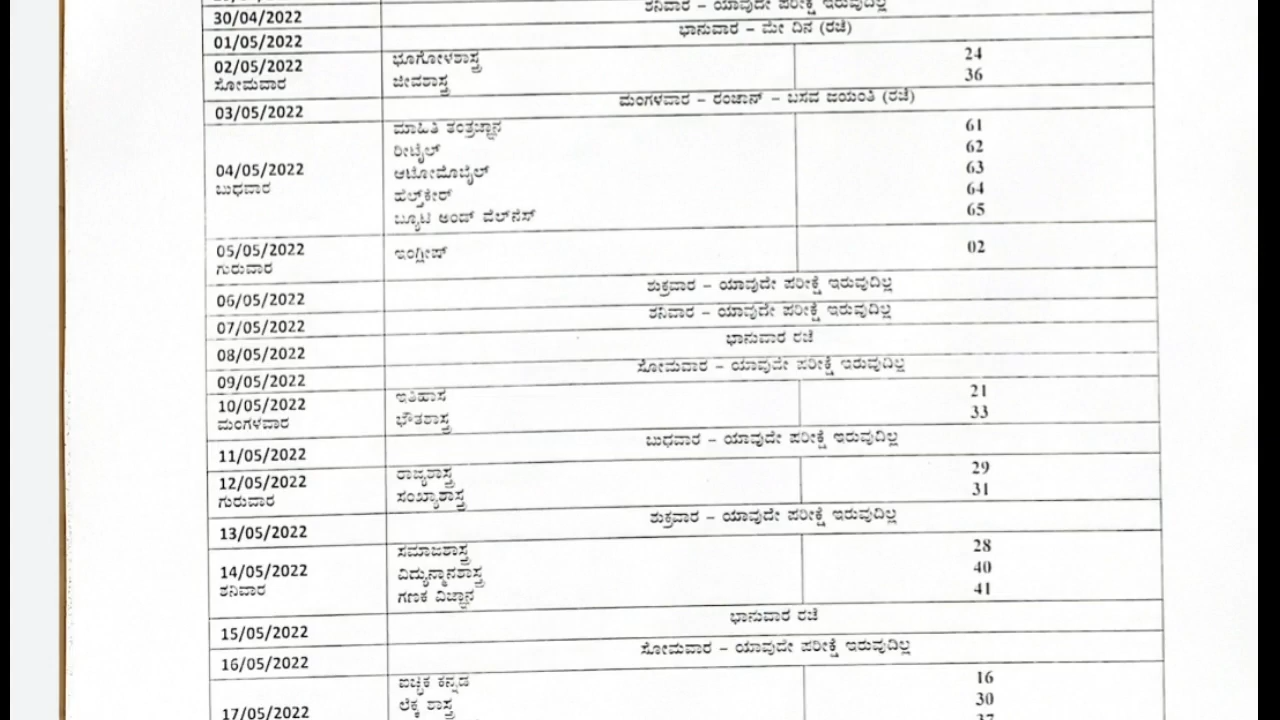 30/04/2022 ಶನಿವಾರ – ಯಾವುದೇ ಪರೀಕ್ಷೆ ಇರುವುದಿಲ್ಲ
01/05/2022 ಭಾನುವಾರ – ಮೇ ದಿನ (ರಜೆ)
02/05/2022 ಭೂಗೋಳಶಾಸ್ತ್ರ 24
ಸೋಮವಾರ ಜೀವಶಾಸ್ತ್ರ 36
03/05/2022 ಮಂಗಳವಾರ – ರಂಜಾನ್ – ಬಸವ ಜಯಂತಿ (ರಜೆ)
ಮಾಹಿತಿ ತಂತ್ರಜ್ಞಾನ 61
ರೀಟೈಲ್ 62
04/05/2022 ಆಟೋಮೊಬೈಲ್ 63
ಬುಧವಾರ ಹೆಲ್ತ್‌ಕೇರ್ 64
ಬ್ಯೂಟಿ ಅಂಡ್ ವೆಲ್‌ನೆಸ್ 65
05/05/2022 ಇಂಗ್ಲೀಷ್ 02
ಗುರುವಾರ
06/05/2022 ಶುಕ್ರವಾರ – ಯಾವುದೇ ಪರೀಕ್ಷೆ ಇರುವುದಿಲ್ಲ
07/05/2022 ಶನಿವಾರ – ಯಾವುದೇ ಪರೀಕ್ಷೆ ಇರುವುದಿಲ್ಲ
08/05/2022 ಭಾನುವಾರ ರಜೆ
09/05/2022 ಸೋಮವಾರ – ಯಾವುದೇ ಪರೀಕ್ಷೆ ಇರುವುದಿಲ್ಲ
10/05/2022 ಇತಿಹಾಸ 21
ಮಂಗಳವಾರ ಭೌತಶಾಸ್ತ್ರ 33
11/05/2022 ಬುಧವಾರ – ಯಾವುದೇ ಪರೀಕ್ಷೆ ಇರುವುದಿಲ್ಲ
12/05/2022 ರಾಜ್ಯಶಾಸ್ತ್ರ 29
ಗುರುವಾರ ಸಂಖ್ಯಾಶಾಸ್ತ್ರ 31
13/05/2022 ಶುಕ್ರವಾರ – ಯಾವುದೇ ಪರೀಕ್ಷೆ ಇರುವುದಿಲ್ಲ
ಸಮಾಜಶಾಸ್ತ್ರ 28
14/05/2022 ವಿದ್ಯುನ್ಮಾನಶಾಸ್ತ್ರ 40
ಶನಿವಾರ ಗಣಕ ವಿಜ್ಞಾನ 41
15/05/2022 ಭಾನುವಾರ ರಜೆ
16/05/2022 ಸೋಮವಾರ – ಯಾವುದೇ ಪರೀಕ್ಷೆ ಇರುವುದಿಲ್ಲ
ಐಚ್ಛಿಕ ಕನ್ನಡ 16
ಲೆಕ್ಕ ಶಾಸ್ತ್ರ 30
17/05/2022 37